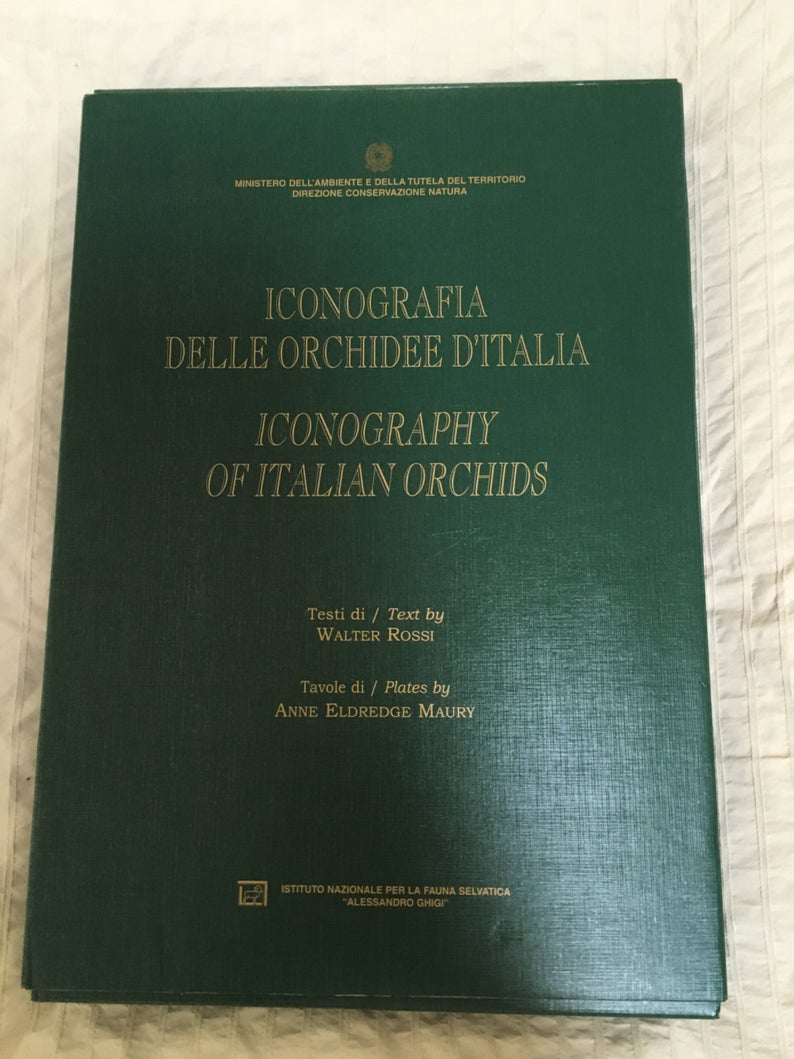 MINISTERO DELL'AMBIENTE E DELLA TUTELA DEL TERRITORIO
DIREZIONE CONSERVAZIONE NATURA
ICONOGRAFIA
DELLE ORCHIDEE D'ITALIA
ICONOGRAPHY
OF ITALIAN ORCHIDS
Testi di / Text by
WALTER ROSSI
Tavole di / Plates by
ANNE ELDREDGE MAURY
ISTITUTO NAZIONALE PER LA FAUNA SELVATICA
"ALESSANDRO GHIGI"